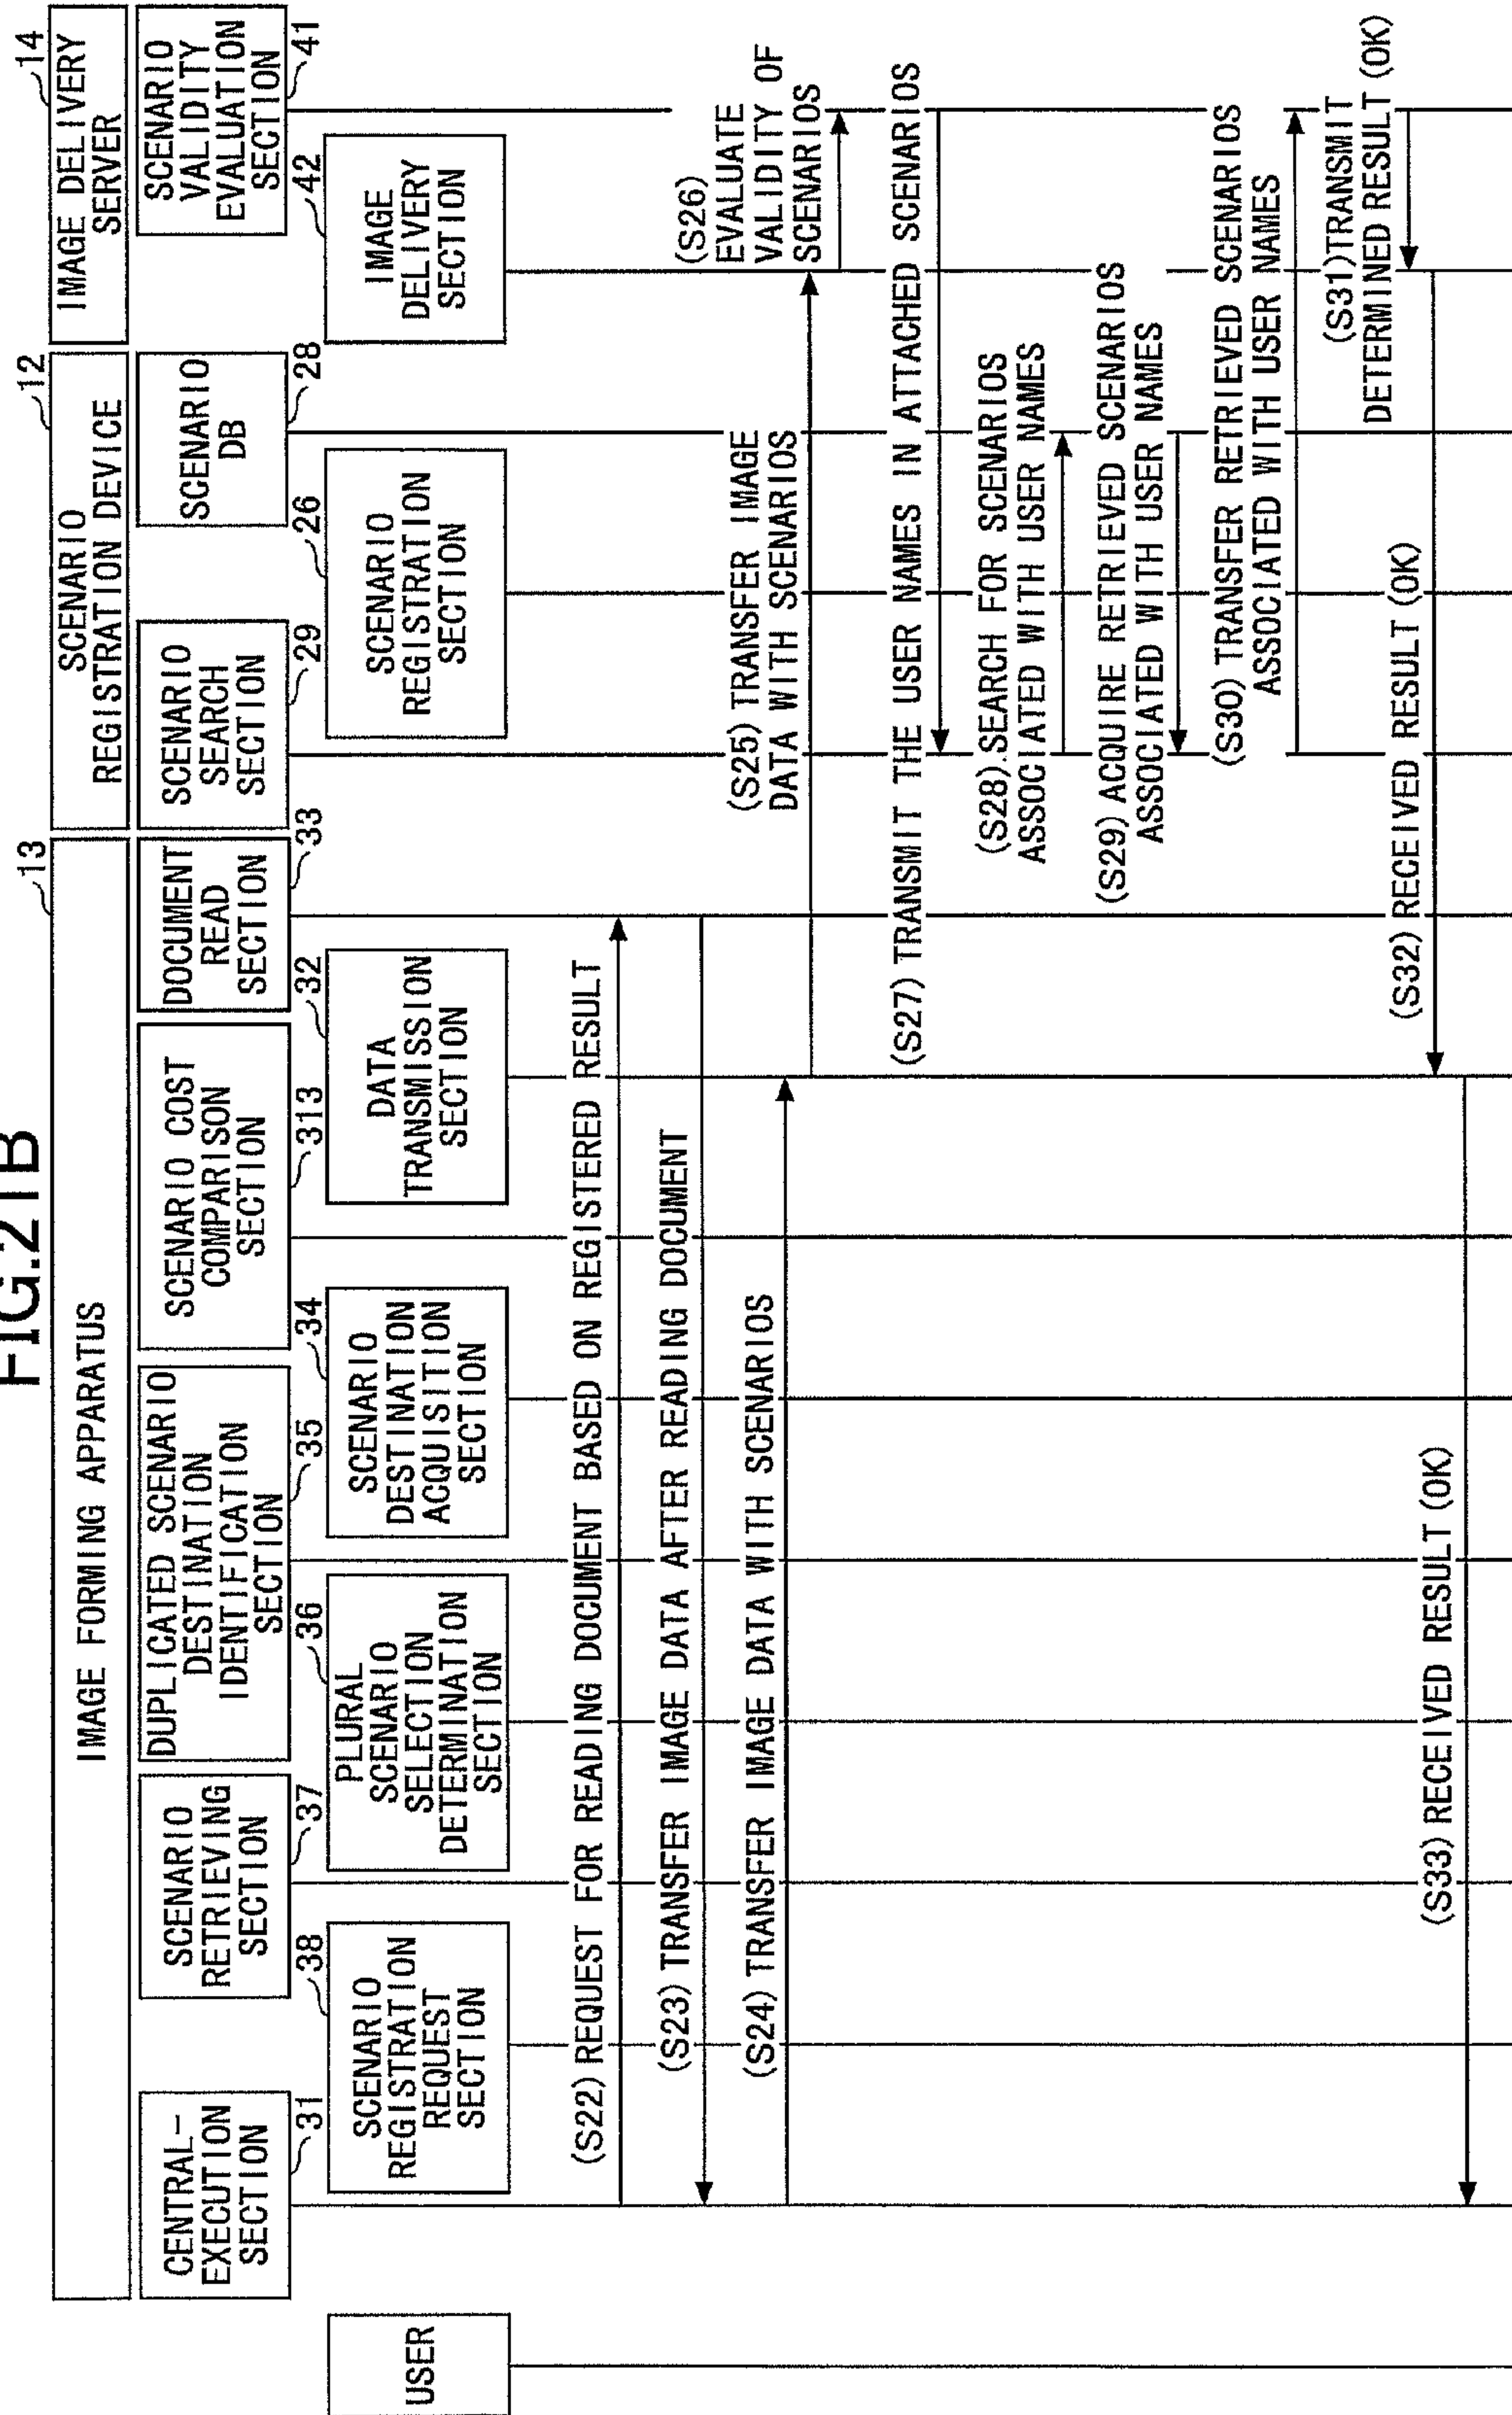 FIG.21B
IMAGE FORMING APPARATUS
13
SCENARIO
REGISTRATION DEVICE
12
IMAGE DELIVERY
SERVER
14
CENTRAL-
EXECUTION
SECTION
31
SCENARIO
RETRIEVING
SECTION
37
DUPLICATED SCENARIO
DESTINATION
IDENTIFICATION
SECTION
35
SCENARIO COST
COMPARISON
SECTION
313
DOCUMENT
READ
SECTION
33
SCENARIO
SEARCH
SECTION
29
SCENARIO
DB
28
SCENARIO
VALIDITY
EVALUATION
SECTION
41
USER
SCENARIO
REGISTRATION
REQUEST
SECTION
38
PLURAL
SCENARIO
SELECTION
DETERMINATION
SECTION
36
SCENARIO
DESTINATION
ACQUISITION
SECTION
34
DATA
TRANSMISSION
SECTION
32
SCENARIO
REGISTRATION
SECTION
26
IMAGE
DELIVERY
SECTION
42
(S22) REQUEST FOR READING DOCUMENT BASED ON REGISTERED RESULT
(S23) TRANSFER IMAGE DATA AFTER READING DOCUMENT
(S24) TRANSFER IMAGE DATA WITH SCENARIOS
(S25) TRANSFER IMAGE
DATA WITH SCENARIOS
(S26)
EVALUATE
VALIDITY OF
SCENARIOS
(S27) TRANSMIT THE USER NAMES IN ATTACHED SCENARIOS
(S28).SEARCH FOR SCENARIOS
ASSOCIATED WITH USER NAMES
(S29) ACQUIRE RETRIEVED SCENARIOS
ASSOCIATED WITH USER NAMES
(S30) TRANSFER RETRIEVED SCENARIOS
ASSOCIATED WITH USER NAMES
(S31)TRANSMIT
DETERMINED RESULT (OK)
(S32) RECEIVED RESULT (OK)
(S33) RECEIVED RESULT (OK)